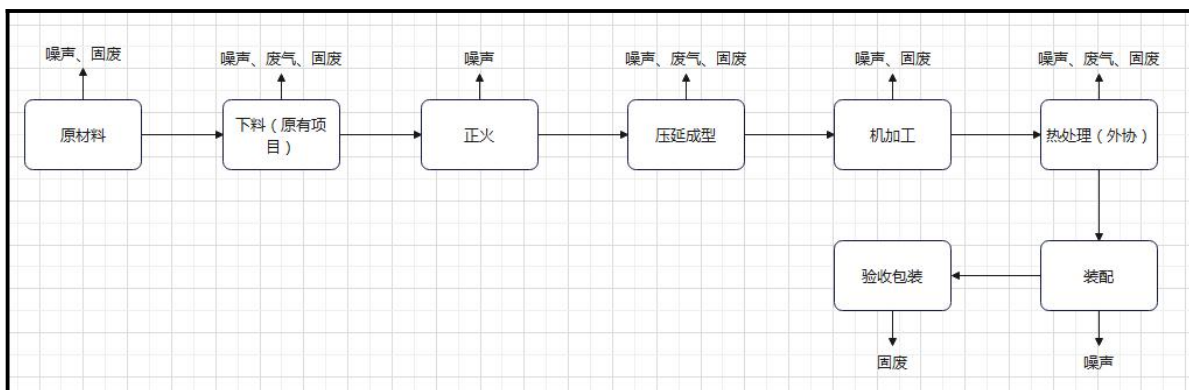 噪声、固废
噪声、废气、固废
噪声
噪声、废气、固废
噪声、固废
噪声、废气、固废
原材料
下料（原有项
目）
正火
压延成型
机加工
热处理（外协）
验收包装
装配
固废
噪声